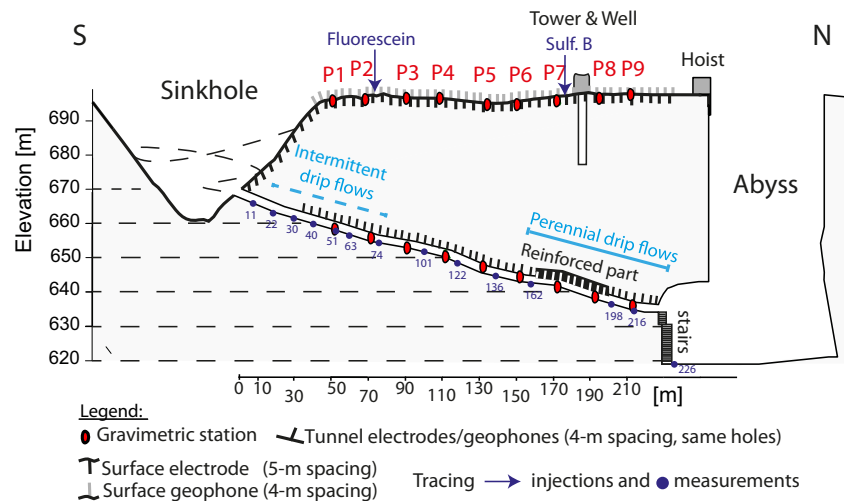 S
N
Tower & Well
Fluorescein
Sulf. B
Hoist
P1 P2 P3 P4 P5 P6 P7 P8 P9
Sinkhole
Abyss
Elevation [m]
690
680
670
660
650
640
630
620
Intermittent
drip flows
Perennial drip flows
Reinforced part
stairs
11
22
30
40
51
63
74
101
122
136
162
198
216
226
0 10 30 50 70 90 110 130 150 170 190 210 [m]
Legend:
Gravimetric station
Tunnel electrodes/geophones (4-m spacing, same holes)
Surface electrode (5-m spacing)
Surface geophone (4-m spacing)
Tracing injections and measurements